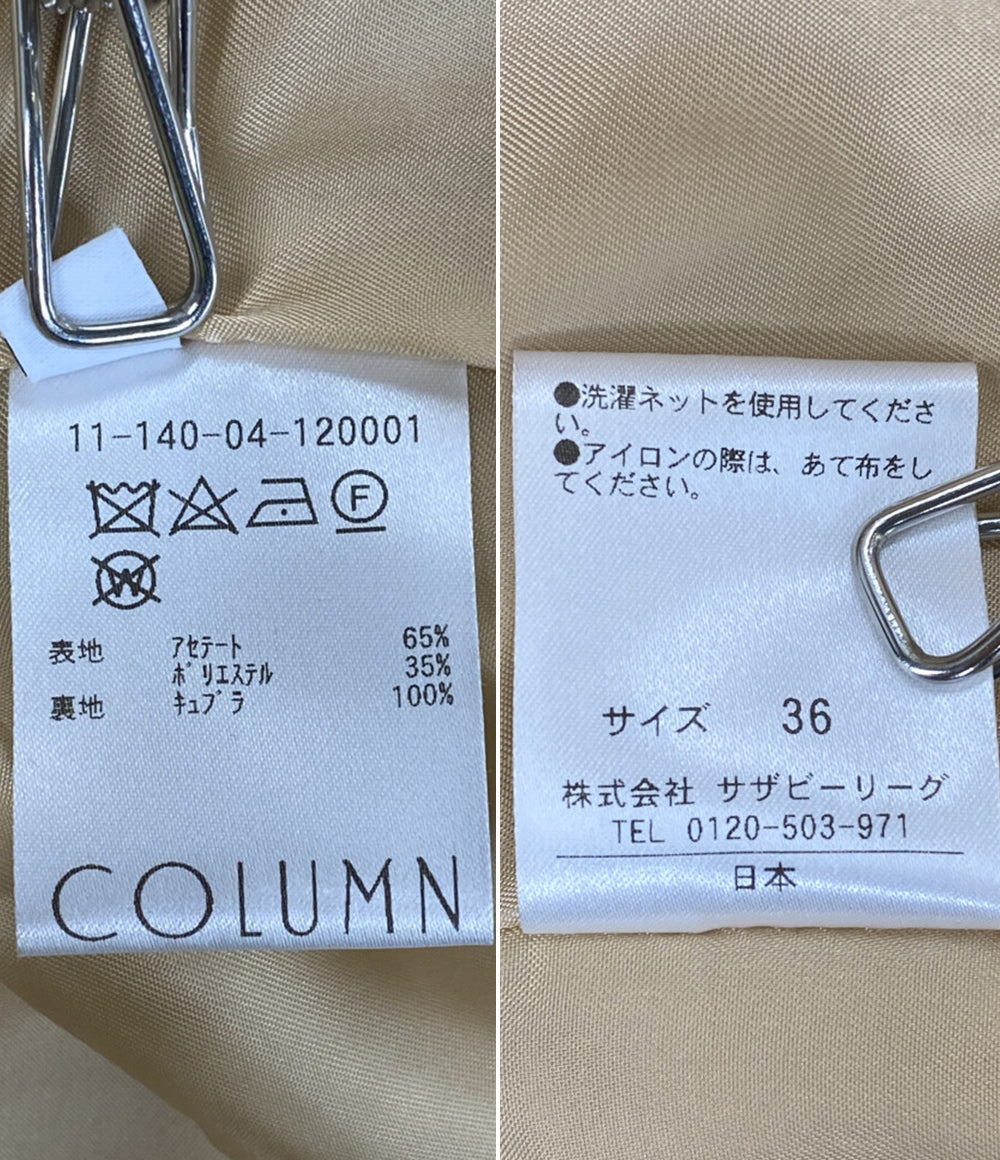 11-140-04-120001
F
W
表地 アセテート 65%
ポリエステル 35%
裏地 キュプラ 100%
COLUMN
●洗濯ネットを使用してくださ
い。
●アイロンの際は、あて布をし
てください。
サイズ 36
株式会社 サザビーリーグ
TEL 0120-503-971
日本